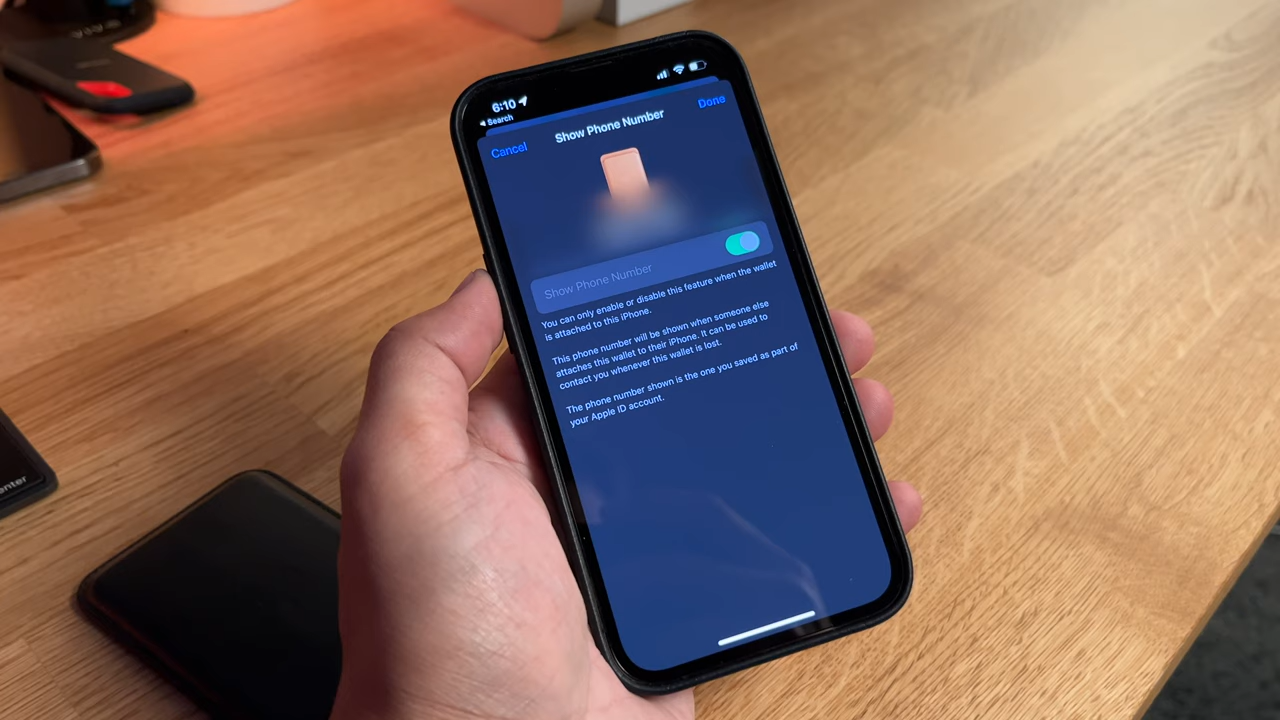 vivo
6:10
Search
Cancel
Show Phone Number
Done
Show Phone Number
You can only enable or disable this feature when the wallet
is attached to this iPhone.
This phone number will be shown when someone else
attaches this wallet to their iPhone. It can be used to
contact you whenever this wallet is lost.
The phone number shown is the one you saved as part of
your Apple ID account.
enter